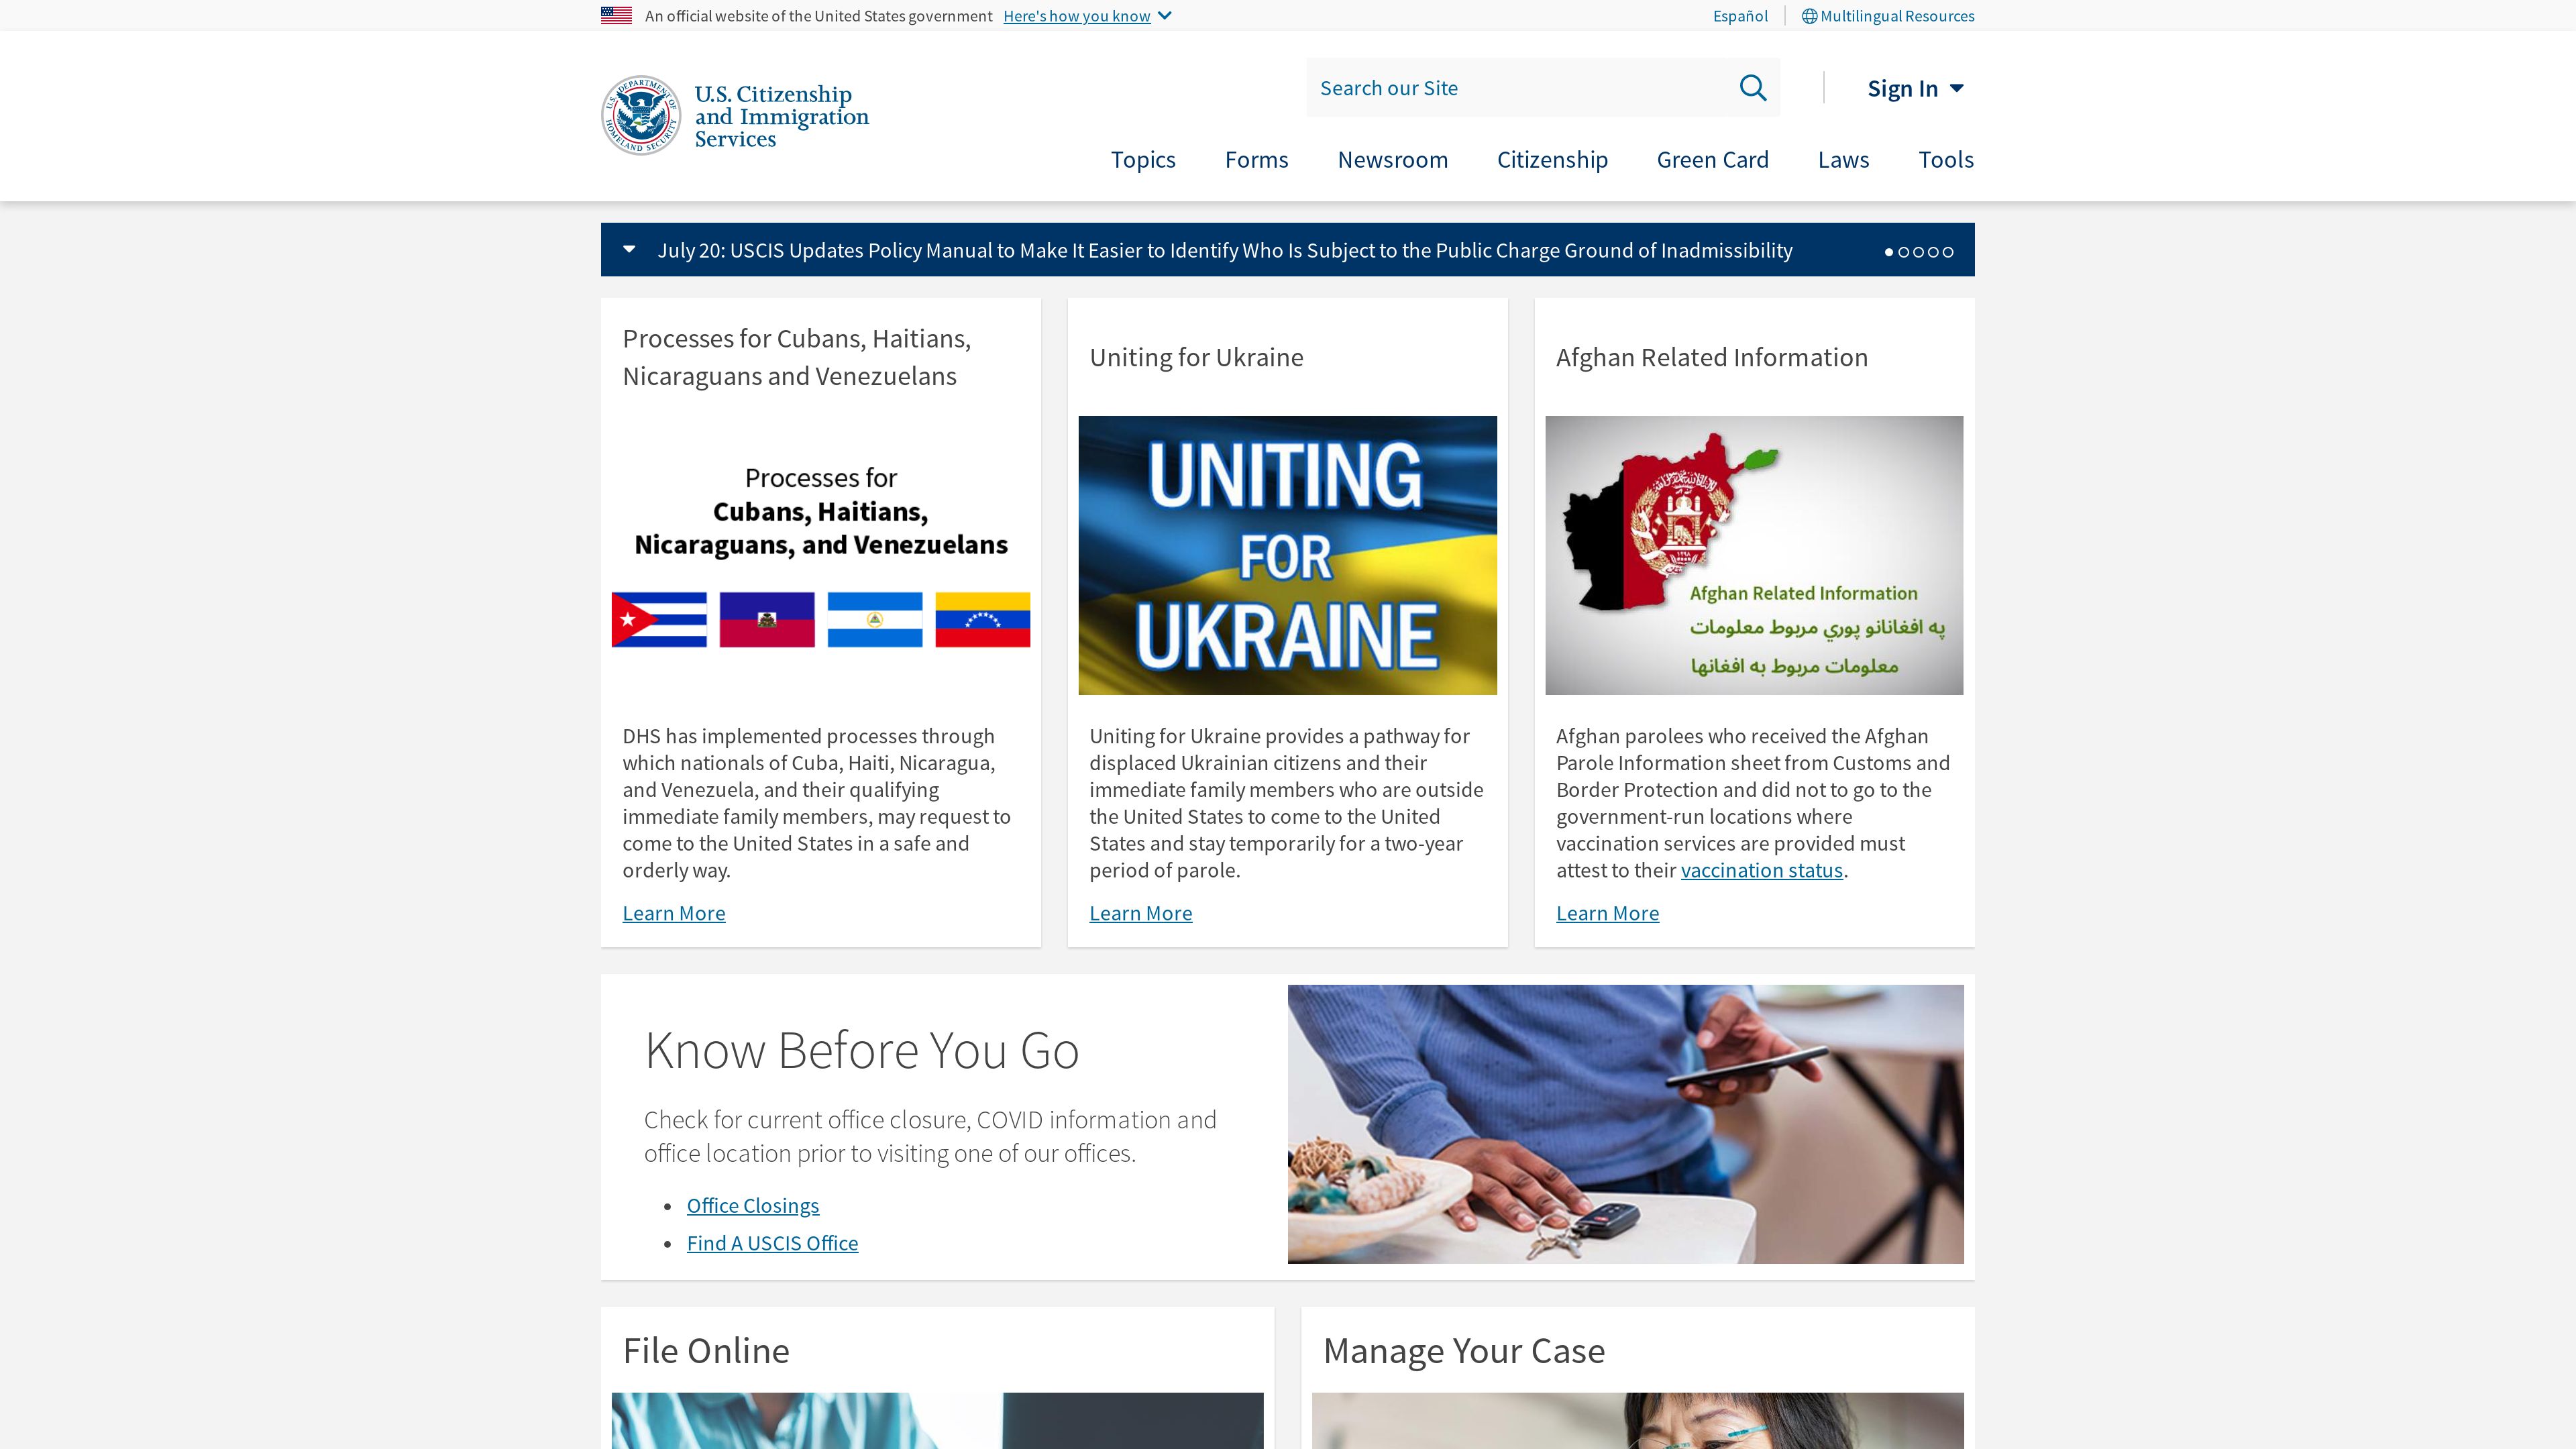 An official website of the United States government Here's how you know
Español
Multilingual Resources
U.S. DEPARTMENT OF HOMELAND SECURITY
U.S. Citizenship
and Immigration
Services
Search our Site
Sign In
Topics Forms Newsroom Citizenship Green Card Laws Tools
July 20: USCIS Updates Policy Manual to Make It Easier to Identify Who Is Subject to the Public Charge Ground of Inadmissibility
Processes for Cubans, Haitians,
Nicaraguans and Venezuelans
Processes for
Cubans, Haitians,
Nicaraguans, and Venezuelans
DHS has implemented processes through
which nationals of Cuba, Haiti, Nicaragua,
and Venezuela, and their qualifying
immediate family members, may request to
come to the United States in a safe and
orderly way.
Learn More
Uniting for Ukraine
UNITING
FOR
UKRAINE
Uniting for Ukraine provides a pathway for
displaced Ukrainian citizens and their
immediate family members who are outside
the United States to come to the United
States and stay temporarily for a two-year
period of parole.
Learn More
Afghan Related Information
Afghan Related Information
په افغانانو پورې مربوط معلومات
معلومات مربوط به افغانها
Afghan parolees who received the Afghan
Parole Information sheet from Customs and
Border Protection and did not to go to the
government-run locations where
vaccination services are provided must
attest to their vaccination status.
Learn More
Know Before You Go
Check for current office closure, COVID information and
office location prior to visiting one of our offices.
Office Closings
Find A USCIS Office
File Online
Manage Your Case